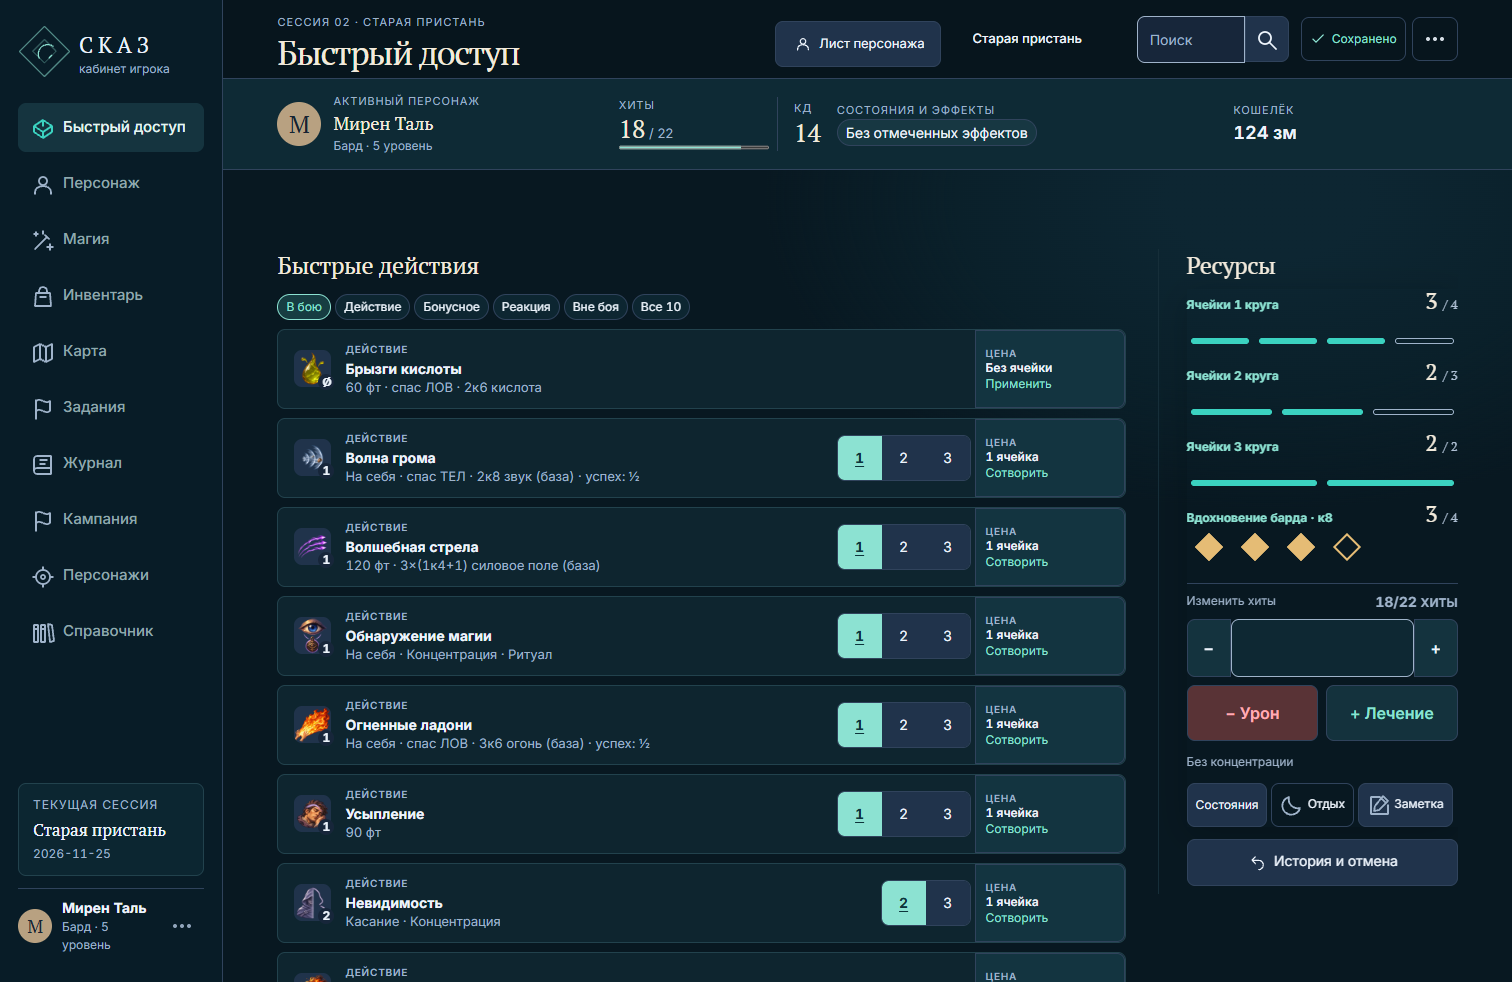 СКАЗ
кабинет игрока
Быстрый доступ
Персонаж
Магия
Инвентарь
Карта
Задания
Журнал
Кампания
Персонажи
Справочник
ТЕКУЩАЯ СЕССИЯ
Старая пристань
2026-11-25
М
Мирен Таль
Бард · 5
уровень
СЕССИЯ 02 · СТАРАЯ ПРИСТАНЬ
Быстрый доступ
Лист персонажа
Старая пристань
Поиск
Сохранено
М
АКТИВНЫЙ ПЕРСОНАЖ
Мирен Таль
Бард · 5 уровень
ХИТЫ
18 / 22
КД
14
СОСТОЯНИЯ И ЭФФЕКТЫ
Без отмеченных эффектов
КОШЕЛЁК
124 зм
Быстрые действия
В бою
Действие
Бонусное
Реакция
Вне боя
Все 10
Ø
ДЕЙСТВИЕ
Брызги кислоты
60 фт · спас ЛОВ · 2к6 кислота
ЦЕНА
Без ячейки
Применить
1
ДЕЙСТВИЕ
Волна грома
На себя · спас ТЕЛ · 2к8 звук (база) · успех: ½
1 2 3
ЦЕНА
1 ячейка
Сотворить
1
ДЕЙСТВИЕ
Волшебная стрела
120 фт · 3×(1к4+1) силовое поле (база)
1 2 3
ЦЕНА
1 ячейка
Сотворить
1
ДЕЙСТВИЕ
Обнаружение магии
На себя · Концентрация · Ритуал
1 2 3
ЦЕНА
1 ячейка
Сотворить
1
ДЕЙСТВИЕ
Огненные ладони
На себя · спас ЛОВ · 3к6 огонь (база) · успех: ½
1 2 3
ЦЕНА
1 ячейка
Сотворить
1
ДЕЙСТВИЕ
Усыпление
90 фт
1 2 3
ЦЕНА
1 ячейка
Сотворить
2
ДЕЙСТВИЕ
Невидимость
Касание · Концентрация
2 3
ЦЕНА
1 ячейка
Сотворить
ДЕЙСТВИЕ
ЦЕНА
Ресурсы
Ячейки 1 круга 3 / 4
Ячейки 2 круга 2 / 3
Ячейки 3 круга 2 / 2
Вдохновение барда · к8 3 / 4
Изменить хиты 18/22 хиты
− +
− Урон
+ Лечение
Без концентрации
Состояния
Отдых
Заметка
История и отмена